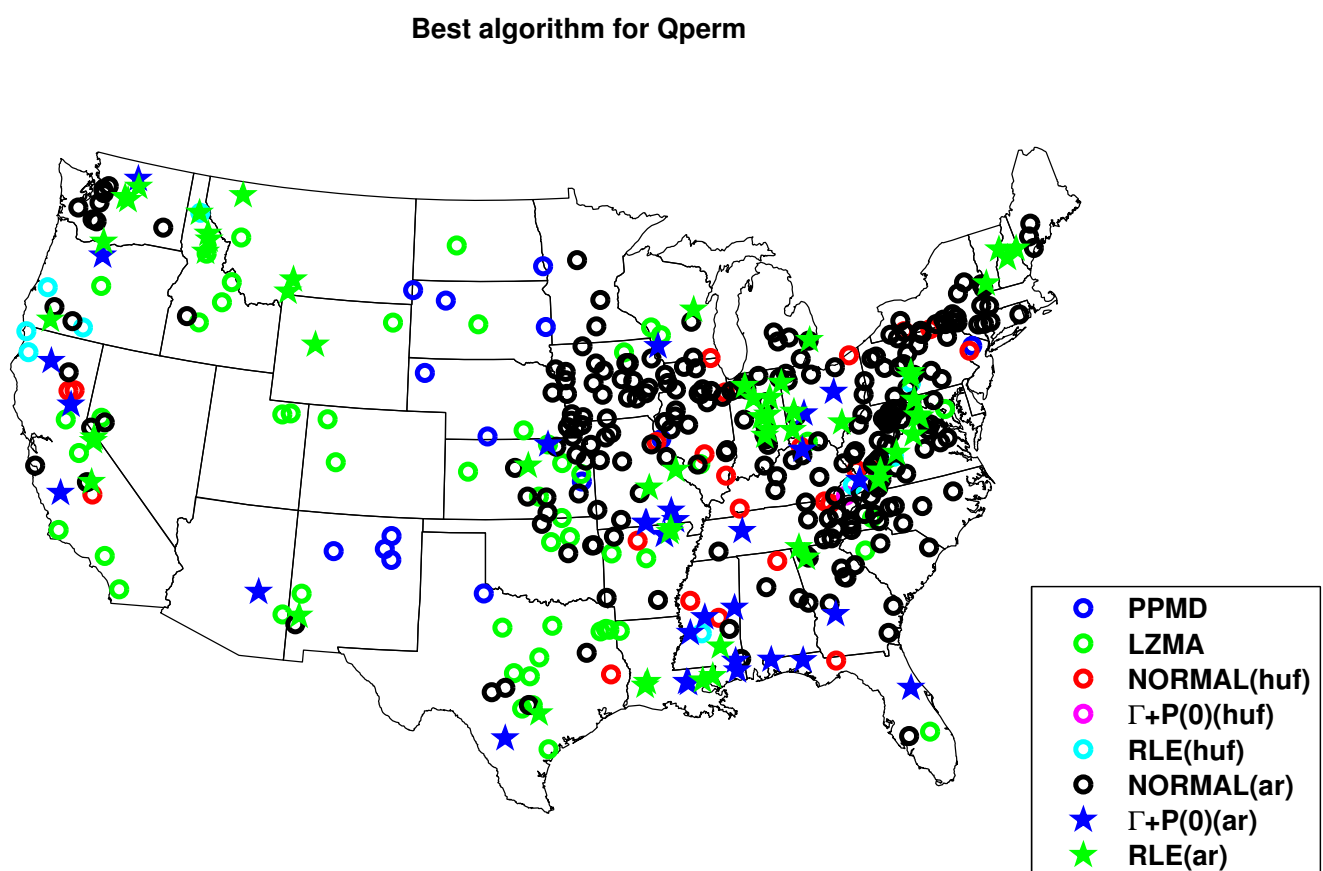 Best algorithm for Qperm
PPMD
LZMA
NORMAL(huf)
Γ+P(0)(huf)
RLE(huf)
NORMAL(ar)
Γ+P(0)(ar)
RLE(ar)